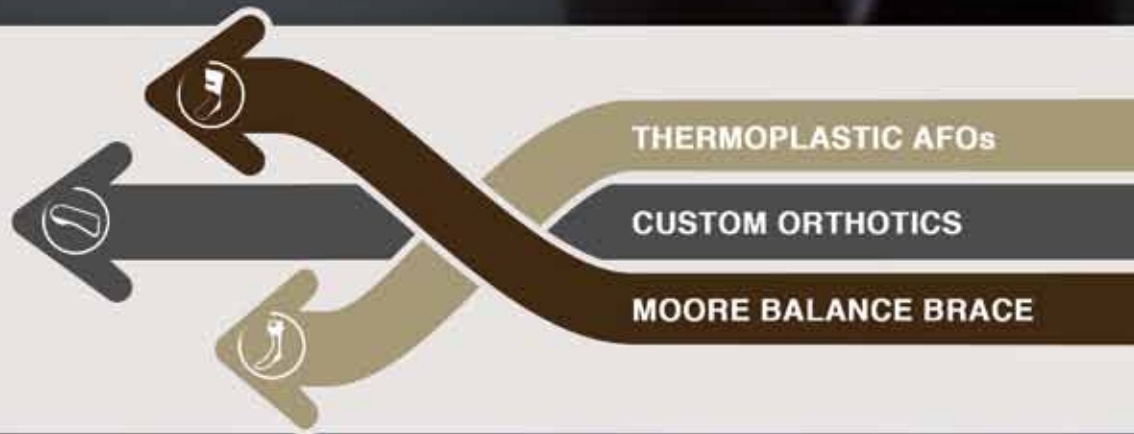 THERMOPLASTIC AFOs
CUSTOM ORTHOTICS
MOORE BALANCE BRACE